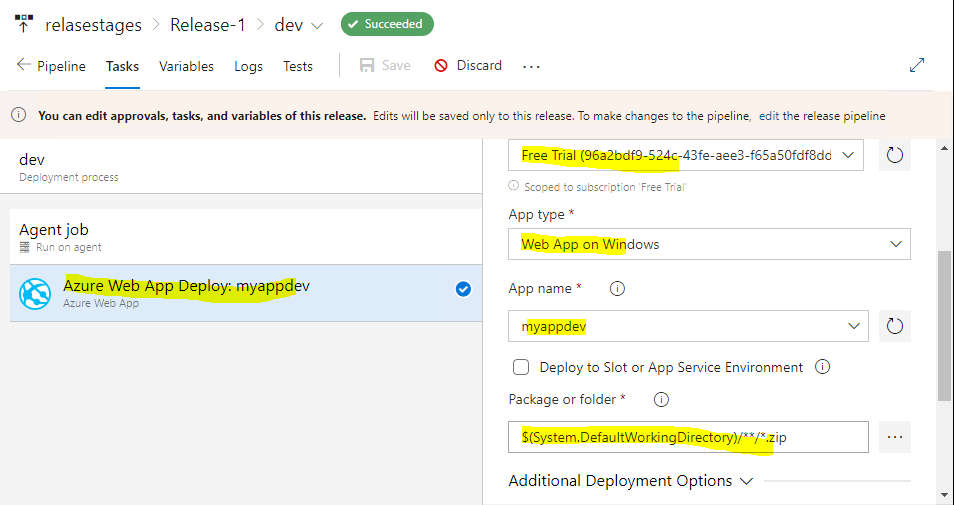 relasestages > Release-1 > dev Succeeded
Pipeline Tasks Variables Logs Tests Save Discard ...
You can edit approvals, tasks, and variables of this release. Edits will be saved only to this release. To make changes to the pipeline, edit the release pipeline
dev
Deployment process
Agent job
Run on agent
Azure Web App Deploy: myappdev
Azure Web App
Free Trial (96a2bdf9-524c-43fe-aee3-f65a50fdf8dd
Scoped to subscription 'Free Trial'
App type *
Web App on Windows
App name *
myappdev
Deploy to Slot or App Service Environment
Package or folder *
$(System.DefaultWorkingDirectory)/**/*.zip
...
Additional Deployment Options